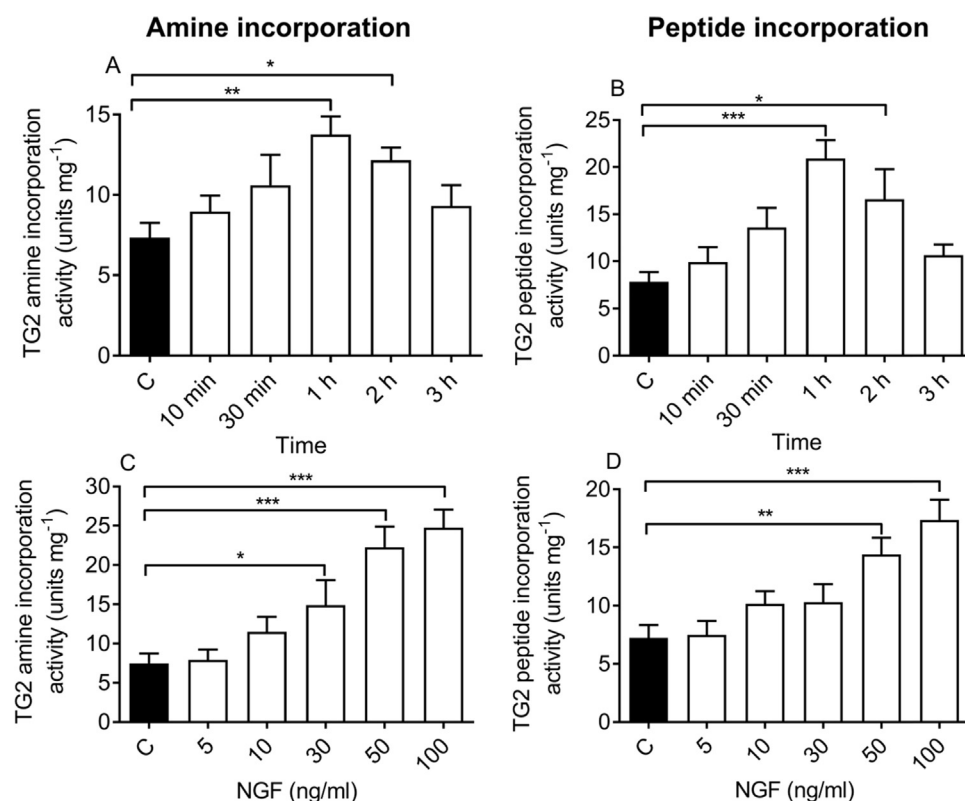 Amine incorporation
Peptide incorporation
A
TG2 amine incorporation
activity (units mg-1)
15
10
5
0
*
**
C
10 min
30 min
1 h
2 h
3 h
Time
B
TG2 peptide incorporation
activity (units mg-1)
25
20
15
10
5
0
*
***
C
10 min
30 min
1 h
2 h
3 h
Time
C
TG2 amine incorporation
activity (units mg-1)
30
25
20
15
10
5
0
***
***
*
C
5
10
30
50
100
NGF (ng/ml)
D
TG2 peptide incorporation
activity (units mg-1)
20
15
10
5
0
***
**
C
5
10
30
50
100
NGF (ng/ml)